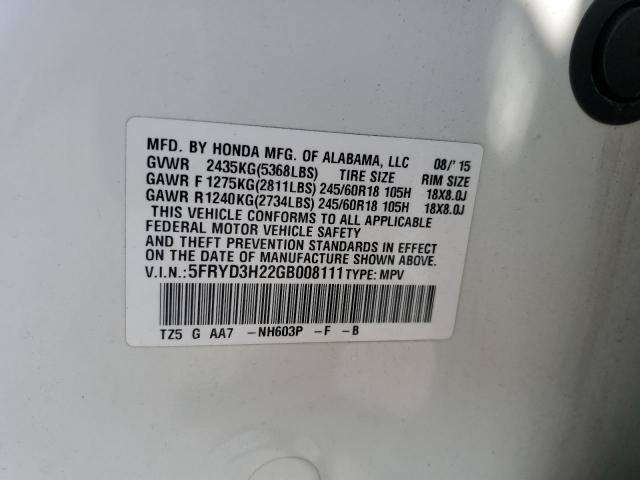 MFD. BY HONDA MFG. OF ALABAMA, LLC 08/'15
GVWR 2435KG(5368LBS) TIRE SIZE RIM SIZE
GAWR F 1275KG(2811LBS) 245/60R18 105H 18X8.0J
GAWR R 1240KG(2734LBS) 245/60R18 105H 18X8.0J
THIS VEHICLE CONFORMS TO ALL APPLICABLE
FEDERAL MOTOR VEHICLE SAFETY
AND THEFT PREVENTION STANDARDS IN EFFECT
ON THE DATE OF MANUFACTURE SHOWN ABOVE.
V.I.N.: 5FRYD3H22GB008111 TYPE: MPV
TZ5 G AA7 -NH603P -F -B